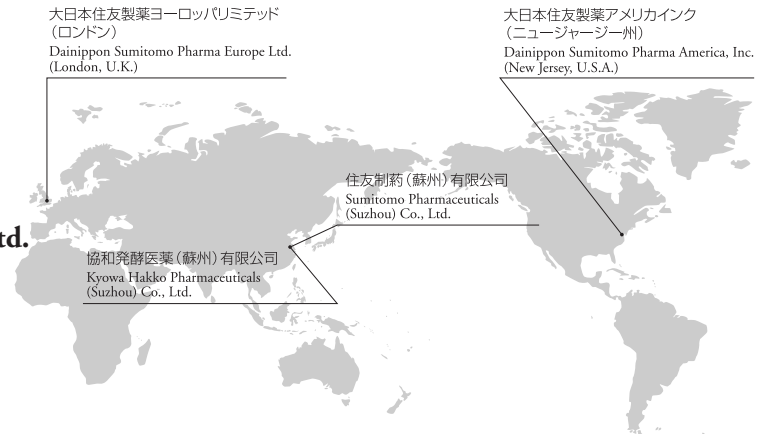 大日本住友製薬ヨーロッパリミテッド
（ロンドン）
Dainippon Sumitomo Pharma Europe Ltd.
(London, U.K.)
大日本住友製薬アメリカインク
（ニュージャージー州）
Dainippon Sumitomo Pharma America, Inc.
(New Jersey, U.S.A.)
住友制葯（蘇州）有限公司
Sumitomo Pharmaceuticals
(Suzhou) Co., Ltd.
td.
協和発酵医薬（蘇州）有限公司
Kyowa Hakko Pharmaceuticals
(Suzhou) Co., Ltd.